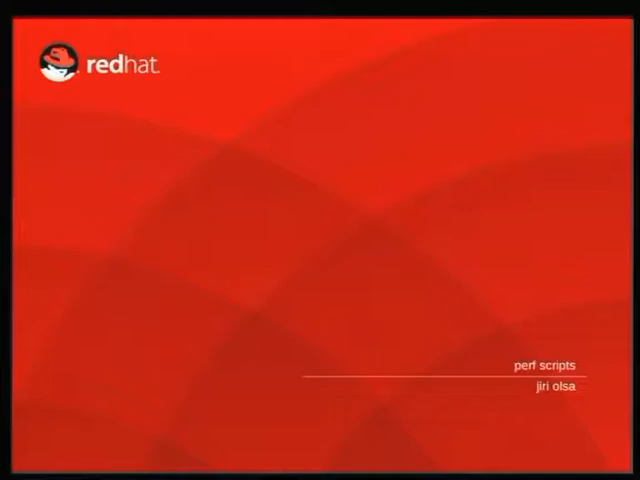 redhat.
perf scripts
jiri olsa